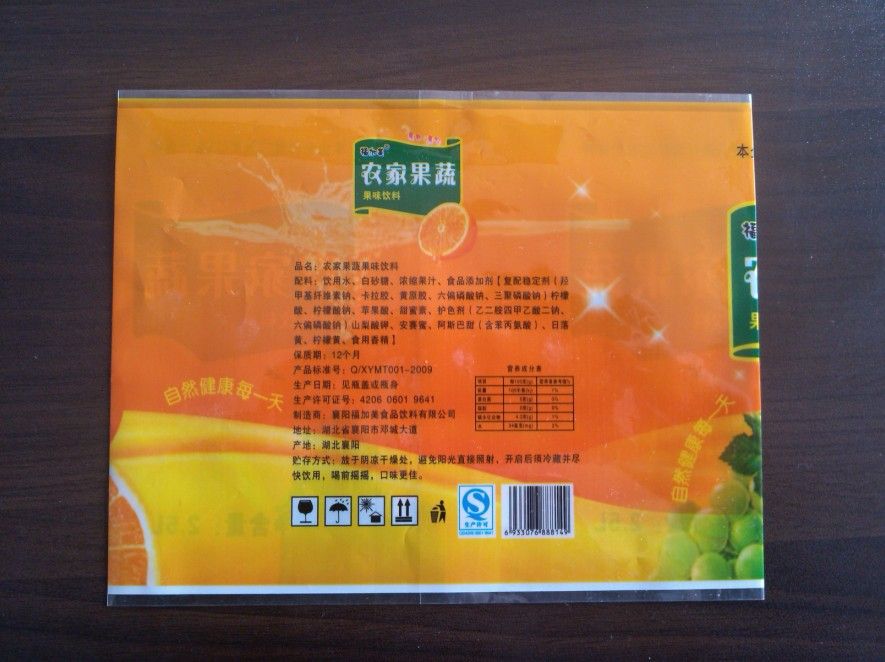 本
福加美®
农家果蔬
果味饮料
品名：农家果蔬果味饮料
配料：饮用水、白砂糖、浓缩果汁、食品添加剂【复配稳定剂（羟
甲基纤维素钠、卡拉胶、黄原胶、六偏磷酸钠、三聚磷酸钠）柠檬
酸、柠檬酸钠、苹果酸、甜蜜素、护色剂（乙二胺四甲乙酸二钠、
六偏磷酸钠）山梨酸钾、安赛蜜、阿斯巴甜（含苯丙氨酸）、日落
黄、柠檬黄、食用香精】
保质期：12个月
产品标准号：Q/XYMT001-2009
生产日期：见瓶盖或瓶身
生产许可证号：4206 0601 9641
制造商：襄阳福加美食品饮料有限公司
地址：湖北省襄阳市邓城大道
产地：湖北襄阳
贮存方式：放于阴凉干燥处，避免阳光直接照射，开启后须冷藏并尽
快饮用，喝前摇摇，口味更佳。
营养成分表
自然健康每一天
自然健康每一天
生产许可
6 933076 888149